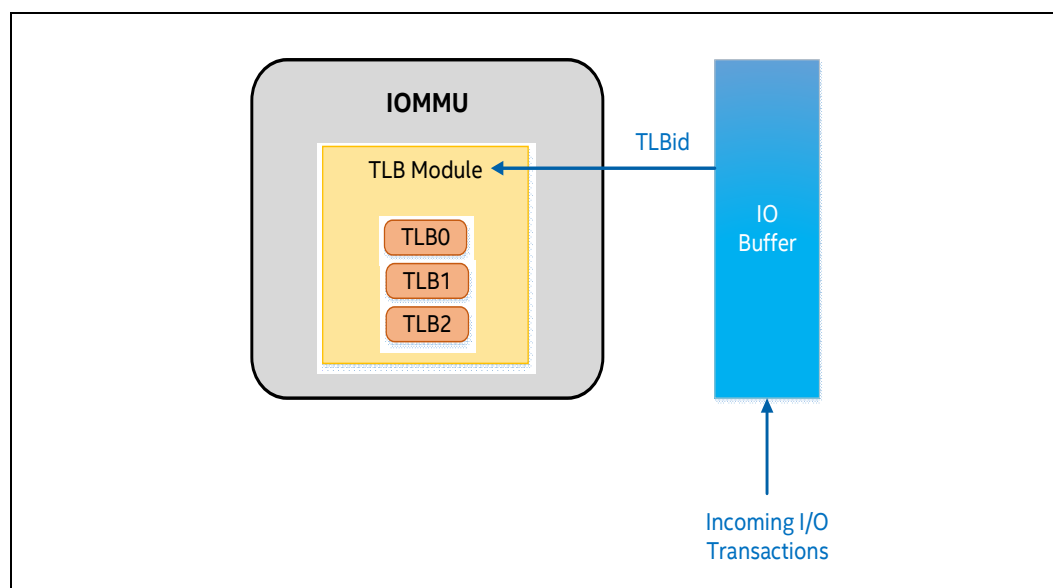 IOMMU
TLBid
TLB Module
TLB0
TLB1
TLB2
IO
Buffer
Incoming I/O
Transactions